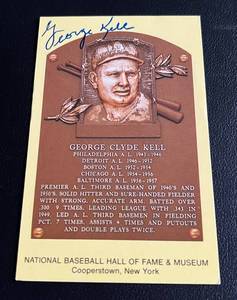 George Kell
GEORGE CLYDE KELL
PHILADELPHIA A.L. 1943-1946
DETROIT A.L. 1946-1952
BOSTON A.L. 1952-1954
CHICAGO A.L. 1954-1956
BALTIMORE A.L. 1956-1957
PREMIER A.L. THIRD BASEMAN OF 1940'S AND
1950'S. SOLID HITTER AND SURE-HANDED FIELDER
WITH STRONG, ACCURATE ARM. BATTED OVER
.300 9 TIMES, LEADING LEAGUE WITH .343 IN
1949. LED A.L. THIRD BASEMEN IN FIELDING
PCT. 7 TIMES, ASSISTS 4 TIMES AND PUTOUTS
AND DOUBLE PLAYS TWICE.
NATIONAL BASEBALL HALL OF FAME & MUSEUM
Cooperstown, New York